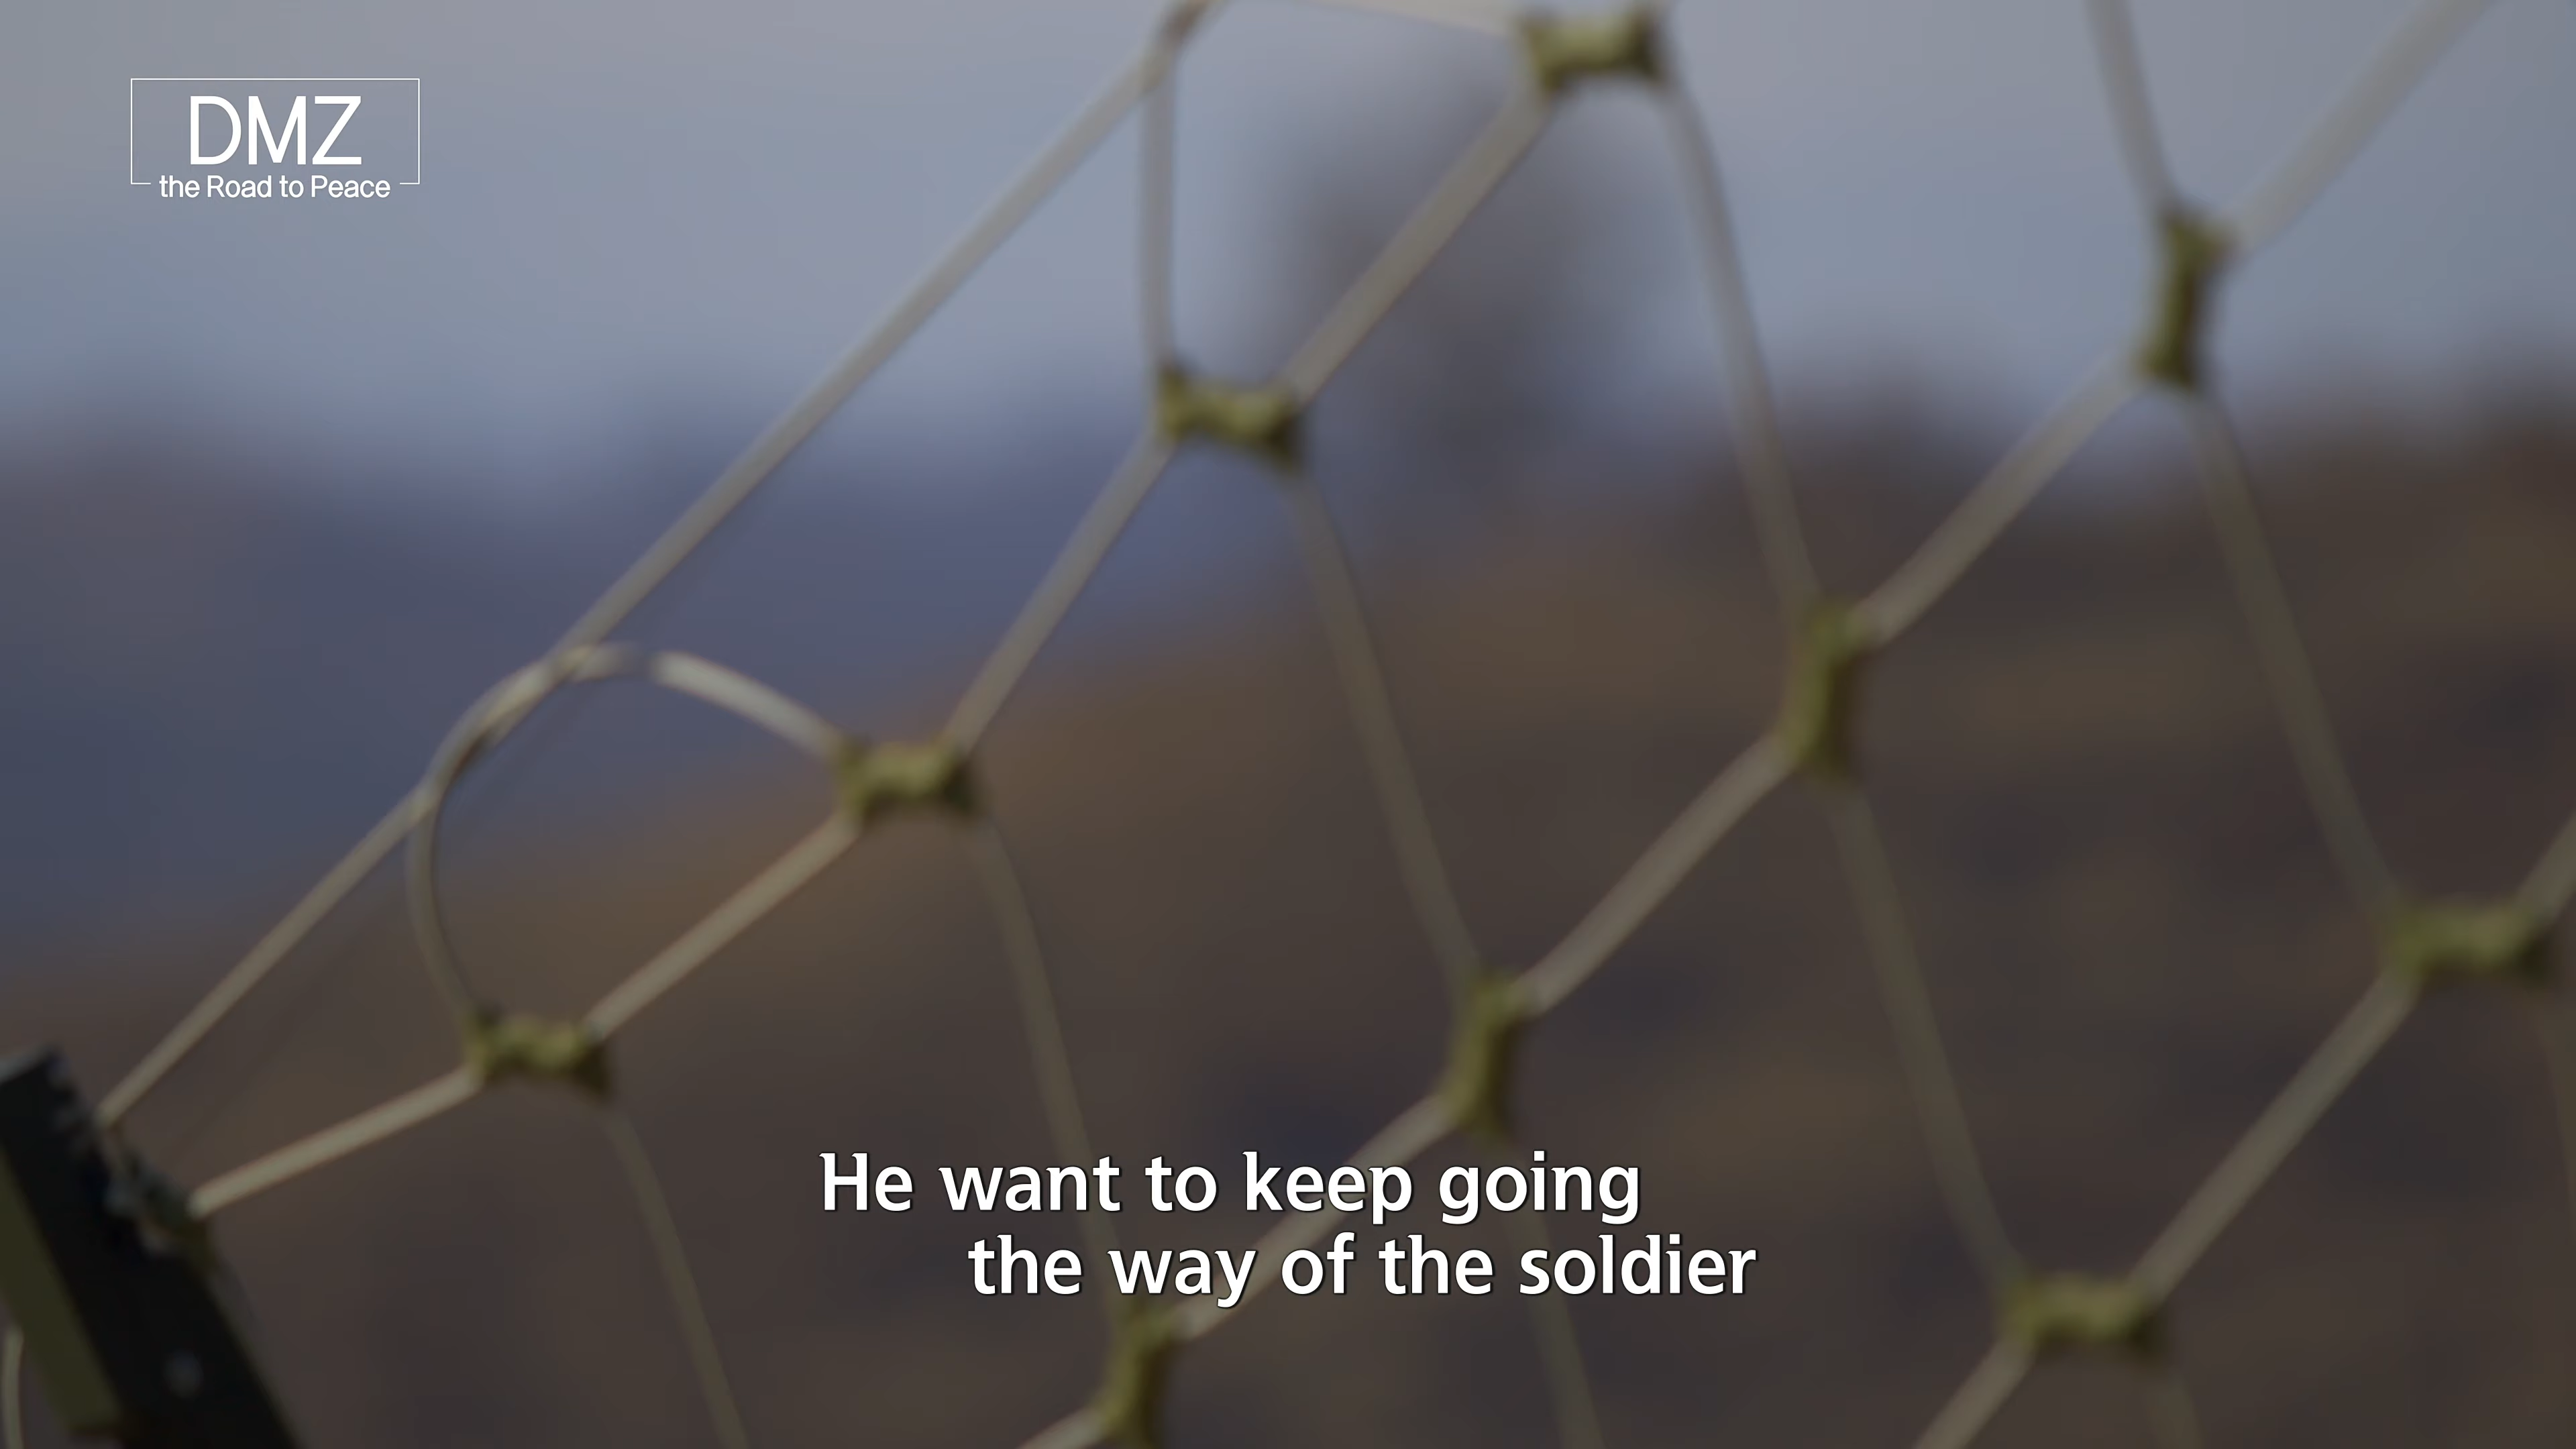 DMZ
the Road to Peace
He want to keep going
the way of the soldier